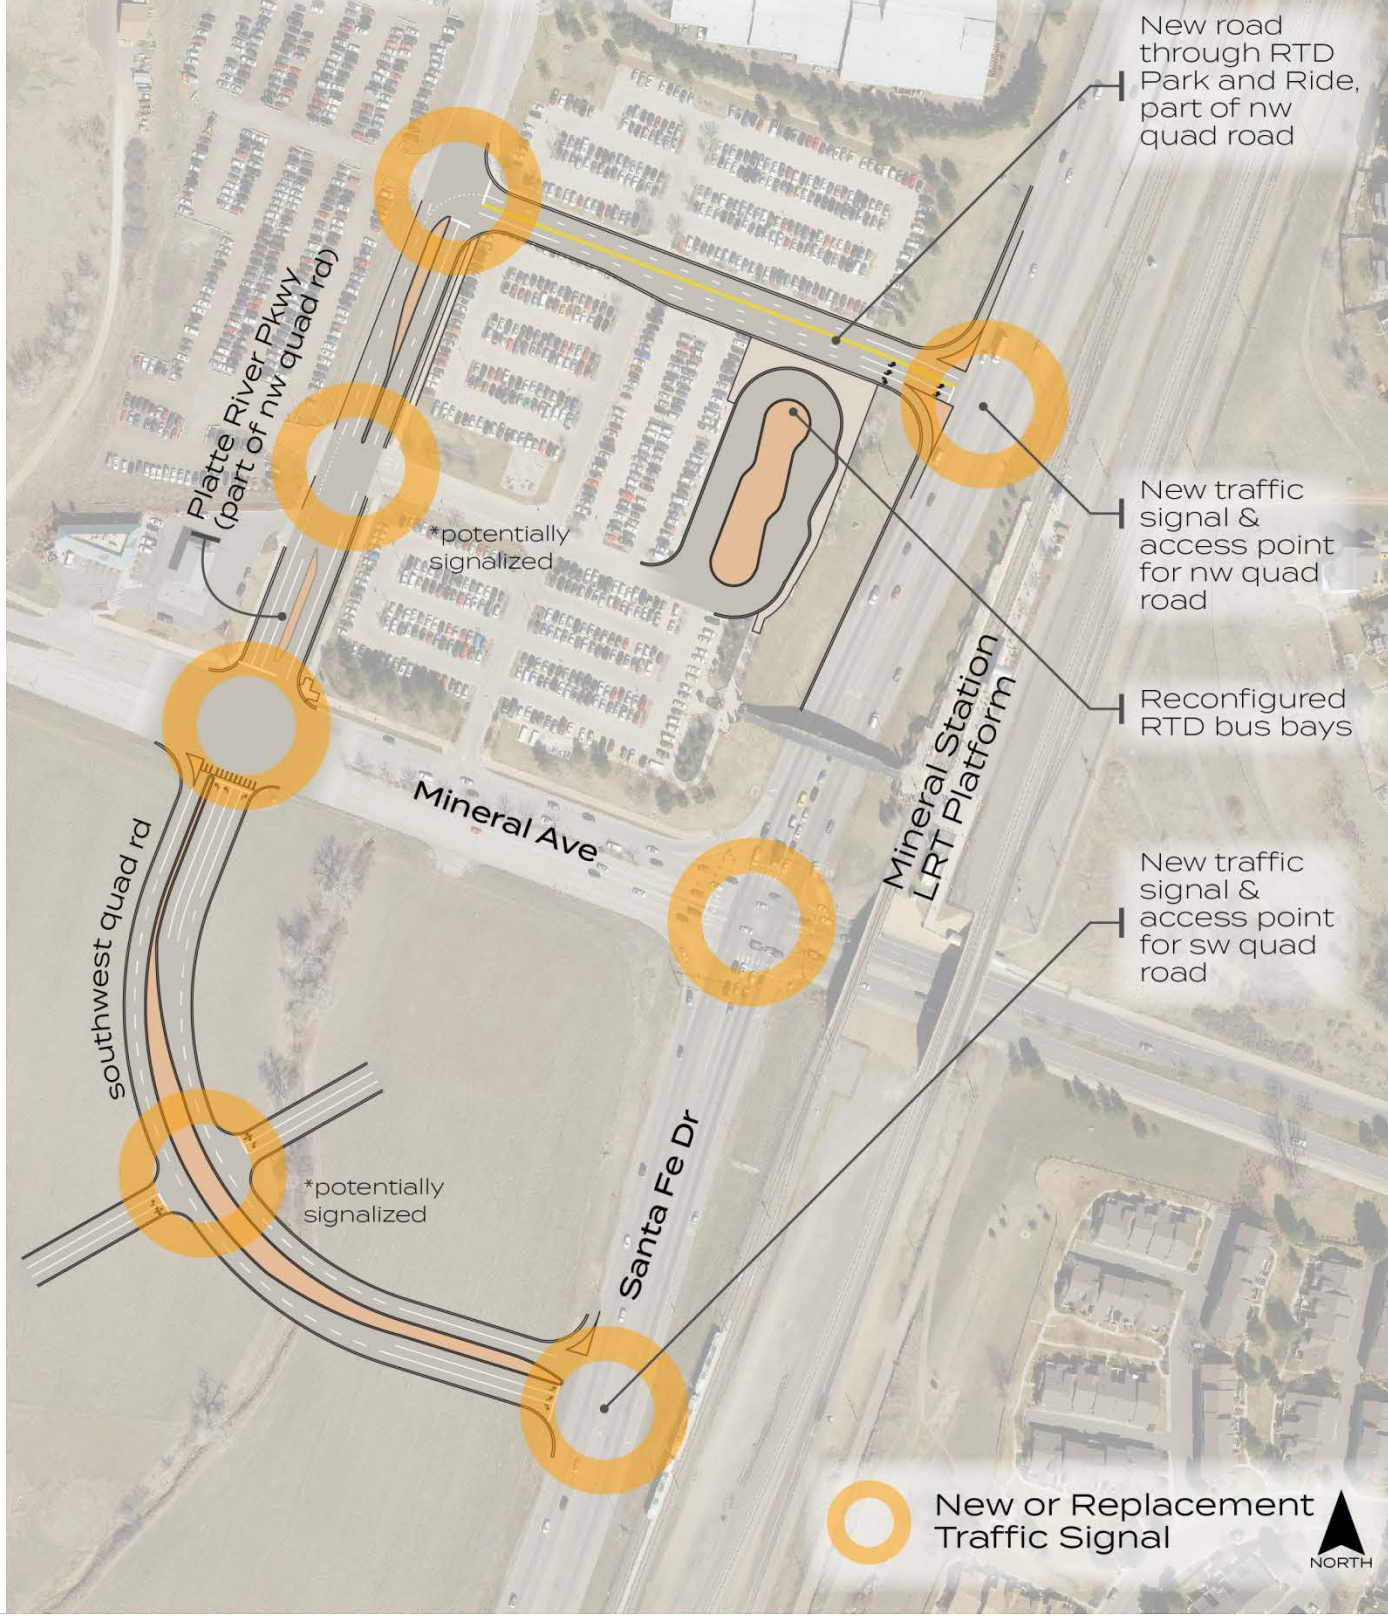 New road
through RTD
Park and Ride,
part of nw
quad road
Platte River Pkwy
(part of nw quad rd)
*potentially
signalized
New traffic
signal &
access point
for nw quad
road
Reconfigured
RTD bus bays
Mineral Station
LRT Platform
Mineral Ave
southwest quad rd
New traffic
signal &
access point
for sw quad
road
*potentially
signalized
Santa Fe Dr
New or Replacement
Traffic Signal
NORTH